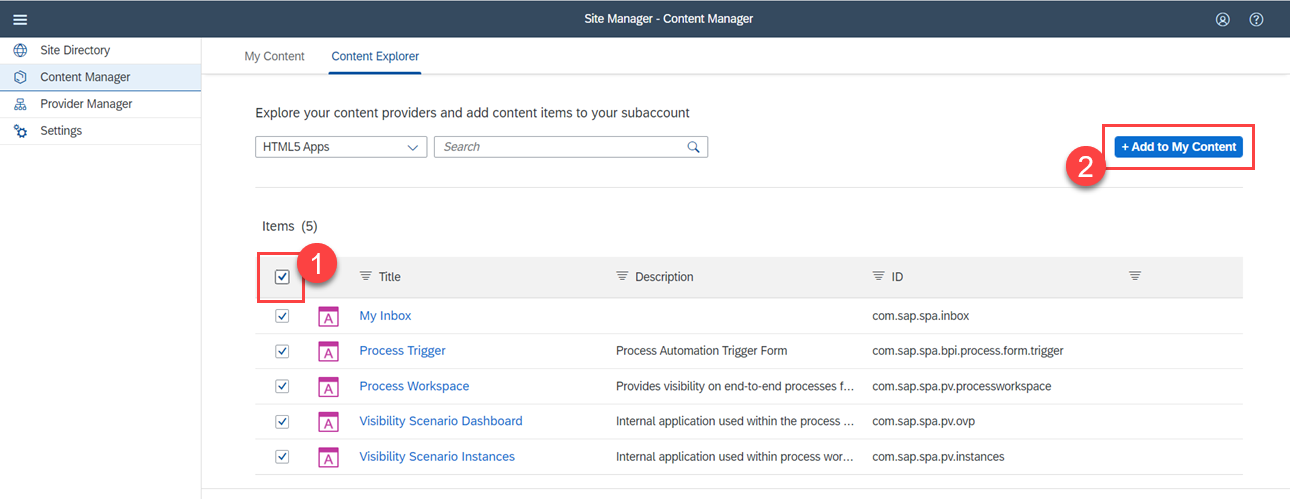 Site Manager - Content Manager
Site Directory
Content Manager
Provider Manager
Settings
My Content Content Explorer
Explore your content providers and add content items to your subaccount
HTML5 Apps Search + Add to My Content
2
Items (5)
1
Title Description ID
A My Inbox com.sap.spa.inbox
A Process Trigger Process Automation Trigger Form com.sap.spa.bpi.process.form.trigger
A Process Workspace Provides visibility on end-to-end processes f... com.sap.spa.pv.processworkspace
A Visibility Scenario Dashboard Internal application used within the process ... com.sap.spa.pv.ovp
A Visibility Scenario Instances Internal application used within process wor... com.sap.spa.pv.instances